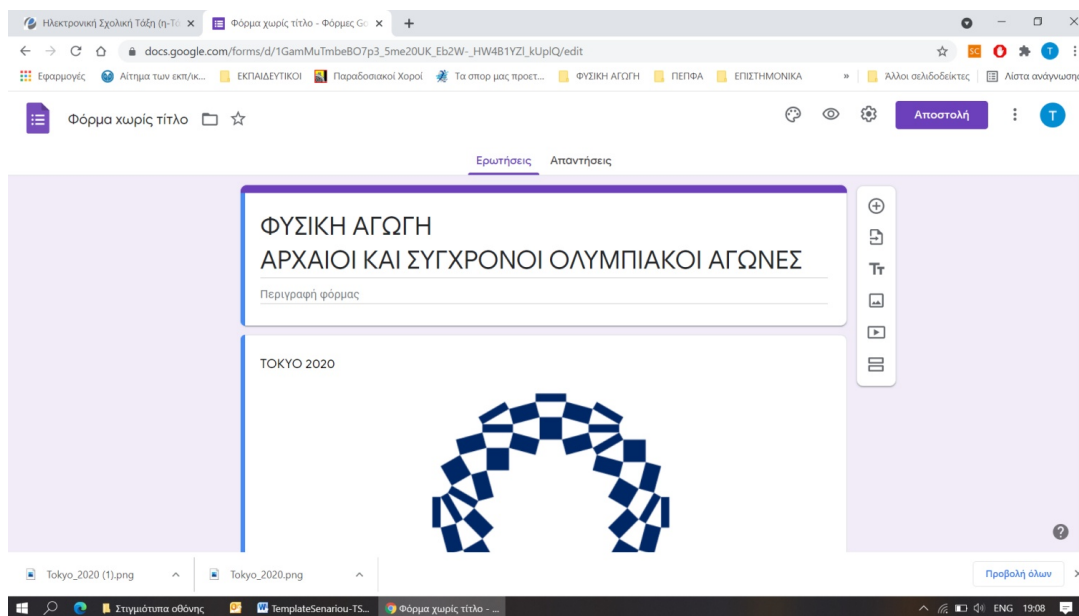 Ηλεκτρονική Σχολική Τάξη (η-Τά
Φόρμα χωρίς τίτλο - Φόρμες Go
docs.google.com/forms/d/1GamMuTmbeBO7p3_5me20UK_Eb2W-_HW4B1YZl_kUplQ/edit
Εφαρμογές Αίτημα των εκπ/ικ... ΕΚΠΑΙΔΕΥΤΙΚΟΙ Παραδοσιακοί Χοροί Τα σπορ μας προετ... ΦΥΣΙΚΗ ΑΓΩΓΗ ΠΕΠΦΑ ΕΠΙΣΤΗΜΟΝΙΚΑ » Άλλοι σελιδοδείκτες Λίστα ανάγνωσης
Φόρμα χωρίς τίτλο
Αποστολή
T
Ερωτήσεις Απαντήσεις
ΦΥΣΙΚΗ ΑΓΩΓΗ
ΑΡΧΑΙΟΙ ΚΑΙ ΣΥΓΧΡΟΝΟΙ ΟΛΥΜΠΙΑΚΟΙ ΑΓΩΝΕΣ
Περιγραφή φόρμας
TOKYO 2020
Tokyo_2020 (1).png
Tokyo_2020.png
Προβολή όλων
Στιγμιότυπα οθόνης TemplateSenariou-TS... Φόρμα χωρίς τίτλο - ... ENG 19:08